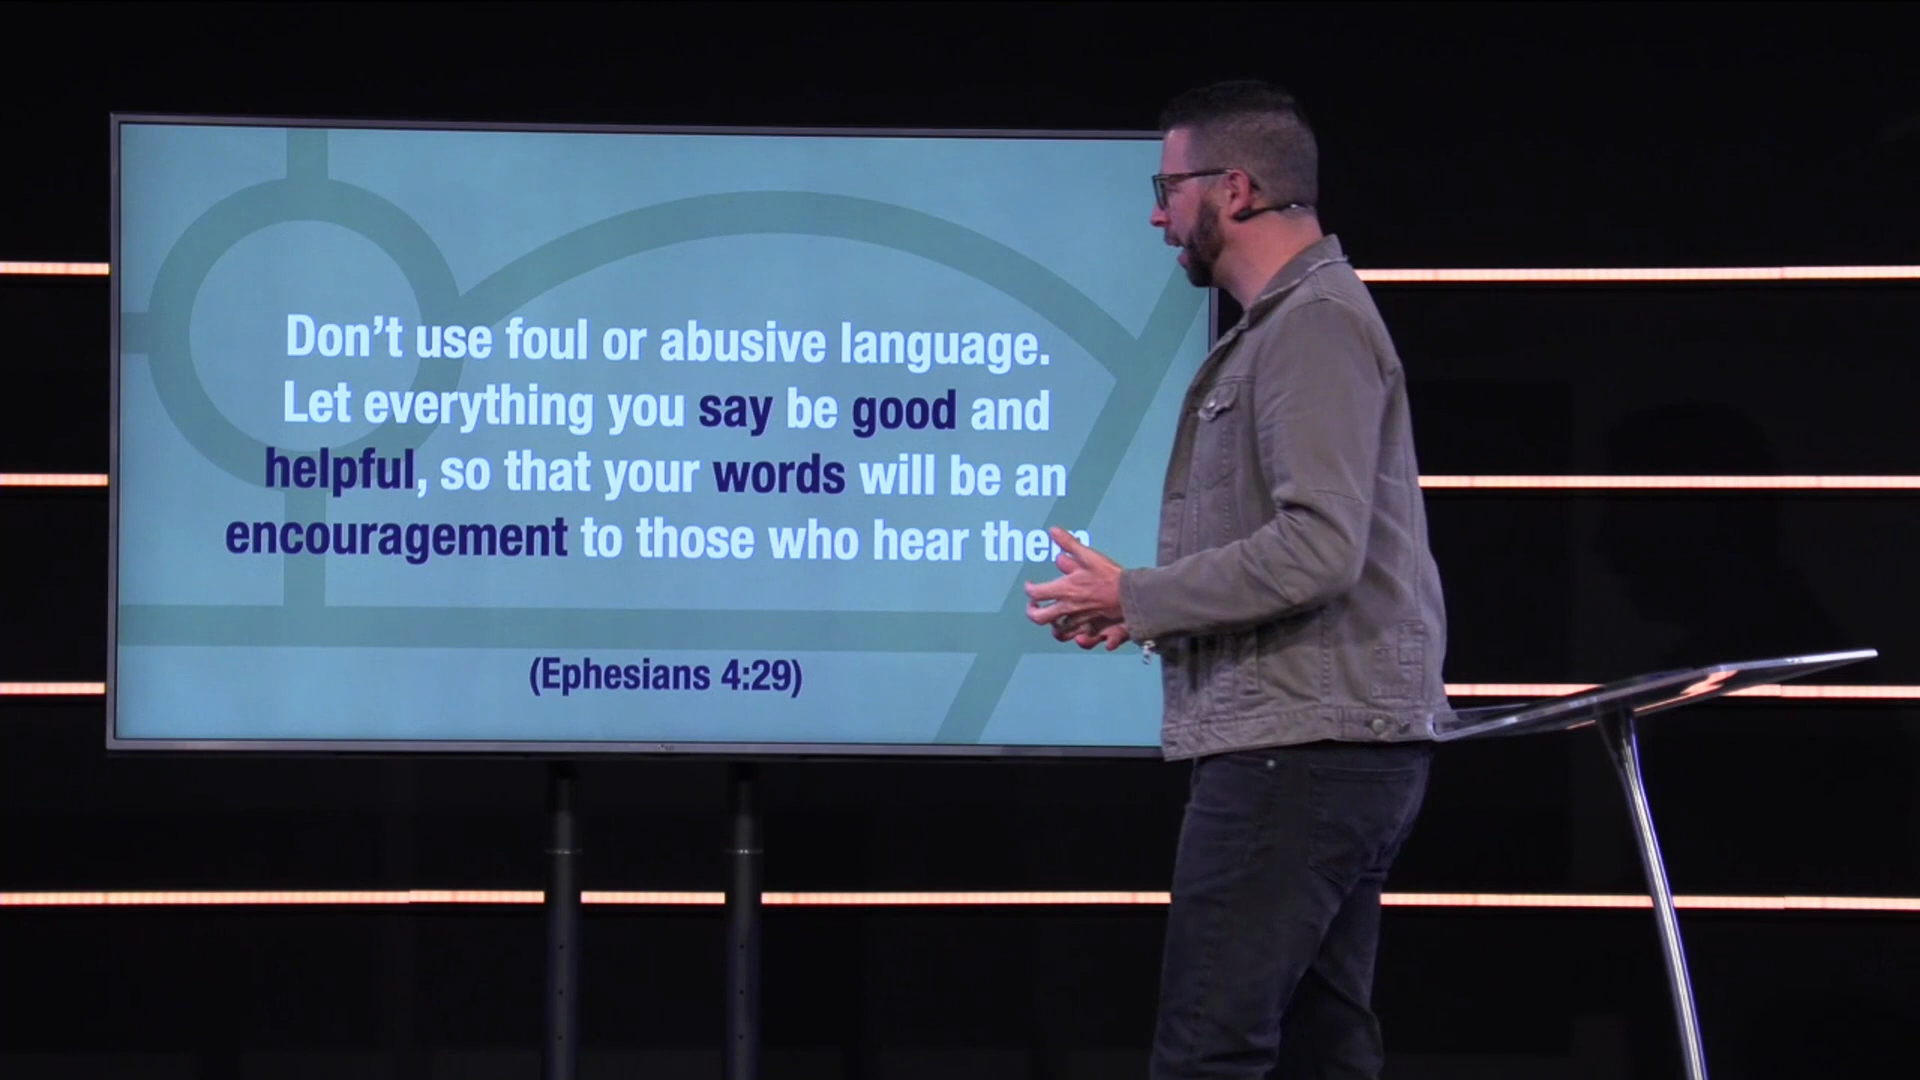 Don’t use foul or abusive language.
Let everything you say be good and
helpful, so that your words will be an
encouragement to those who hear them
(Ephesians 4:29)